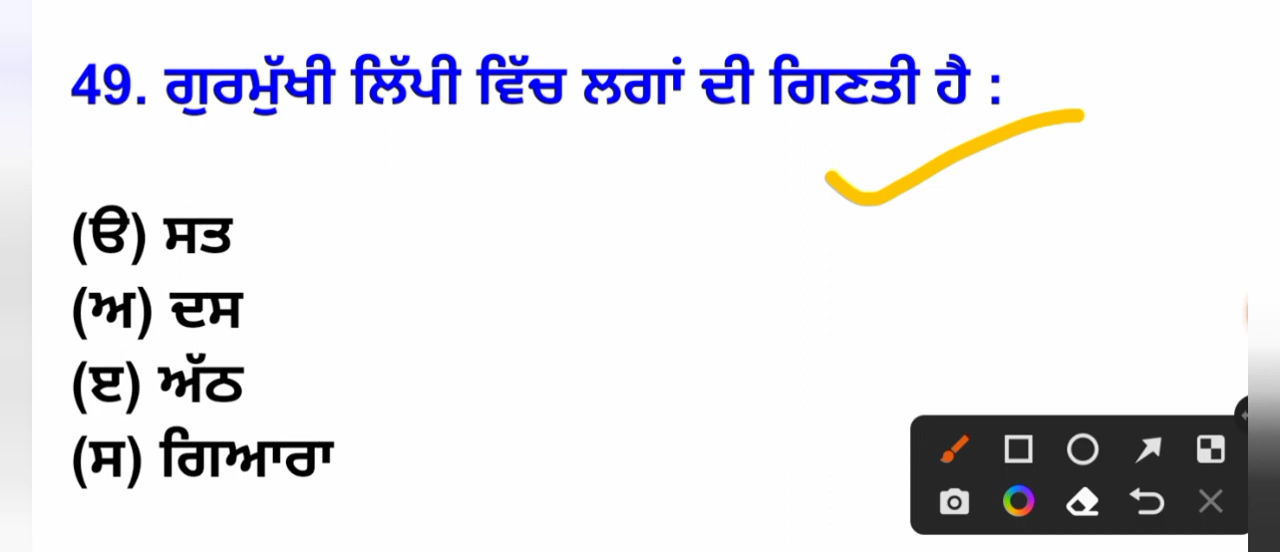 49. ਗੁਰਮੁੱਖੀ ਲਿੱਪੀ ਵਿੱਚ ਲਗਾਂ ਦੀ ਗਿਣਤੀ ਹੈ :
(ੳ) ਸਤ
(ਅ) ਦਸ
(ੲ) ਅੱਠ
(ਸ) ਗਿਆਰਾ